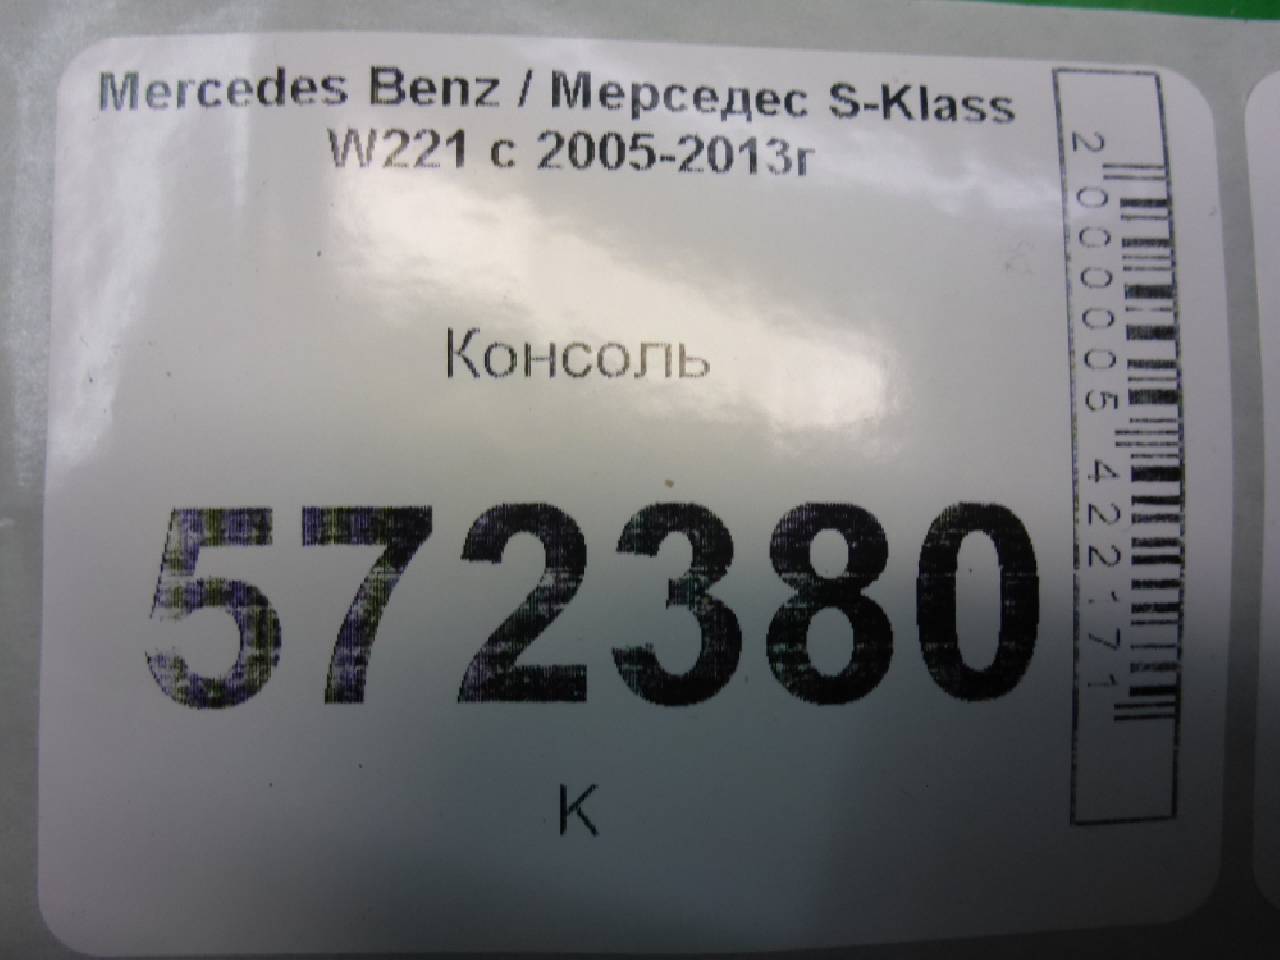 Mercedes Benz / Мерседес S-Klass
W221 с 2005-2013г
Консоль
572380
К
2000005422171